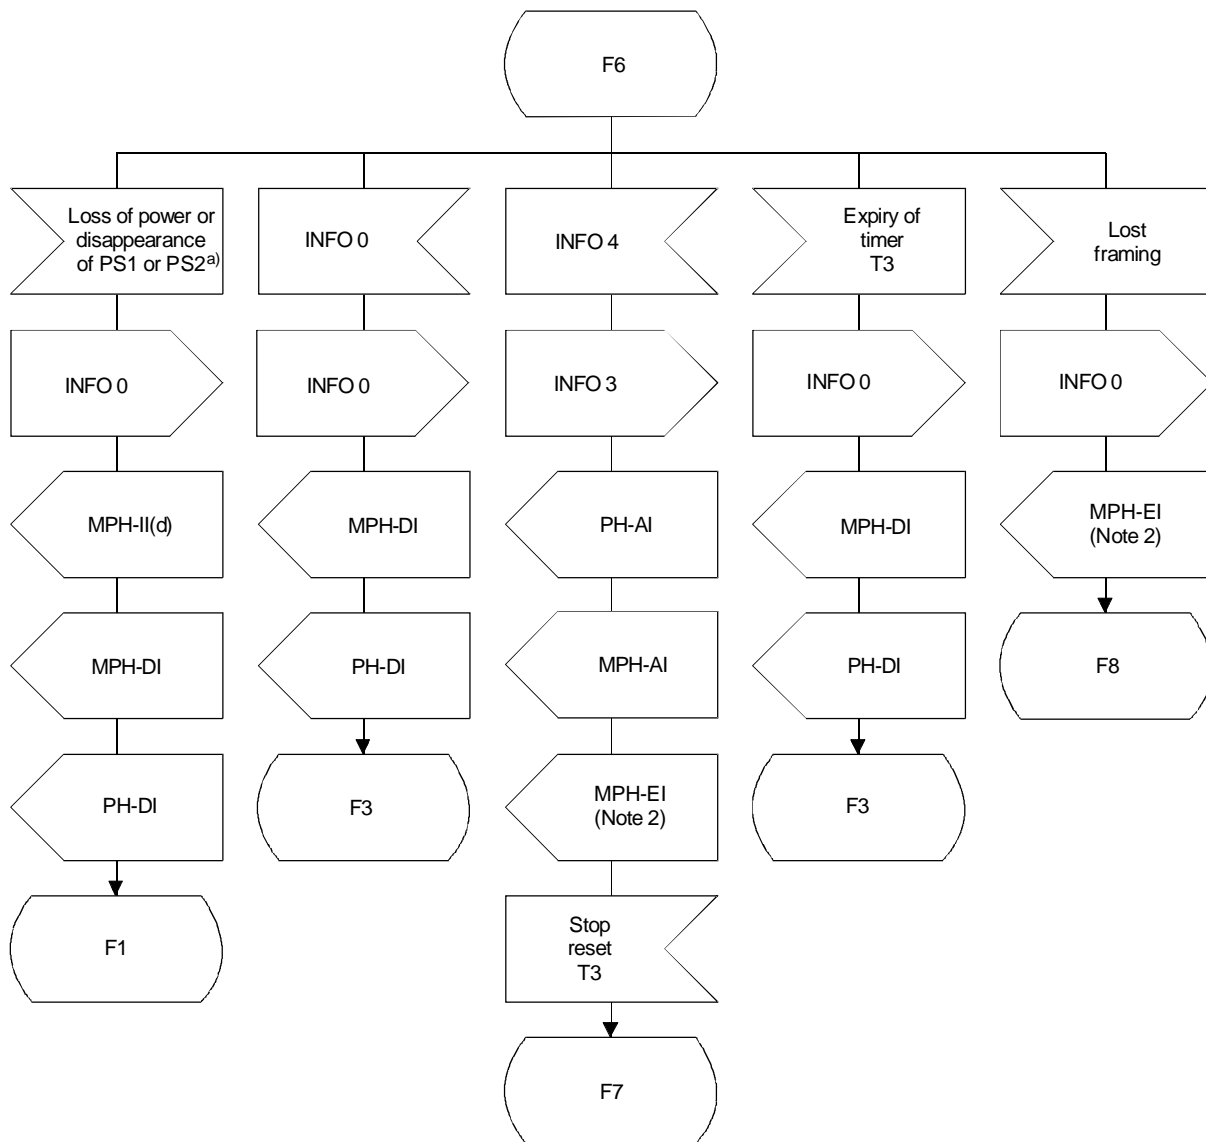 F6
Loss of power or
disappearance
of PS1 or PS2a)
INFO 0
INFO 4
Expiry of
timer
T3
Lost
framing
INFO 0
INFO 0
INFO 3
INFO 0
INFO 0
MPH-II(d)
MPH-DI
PH-AI
MPH-DI
MPH-EI
(Note 2)
MPH-DI
PH-DI
MPH-AI
PH-DI
F8
PH-DI
F3
MPH-EI
(Note 2)
F3
F1
Stop
reset
T3
F7